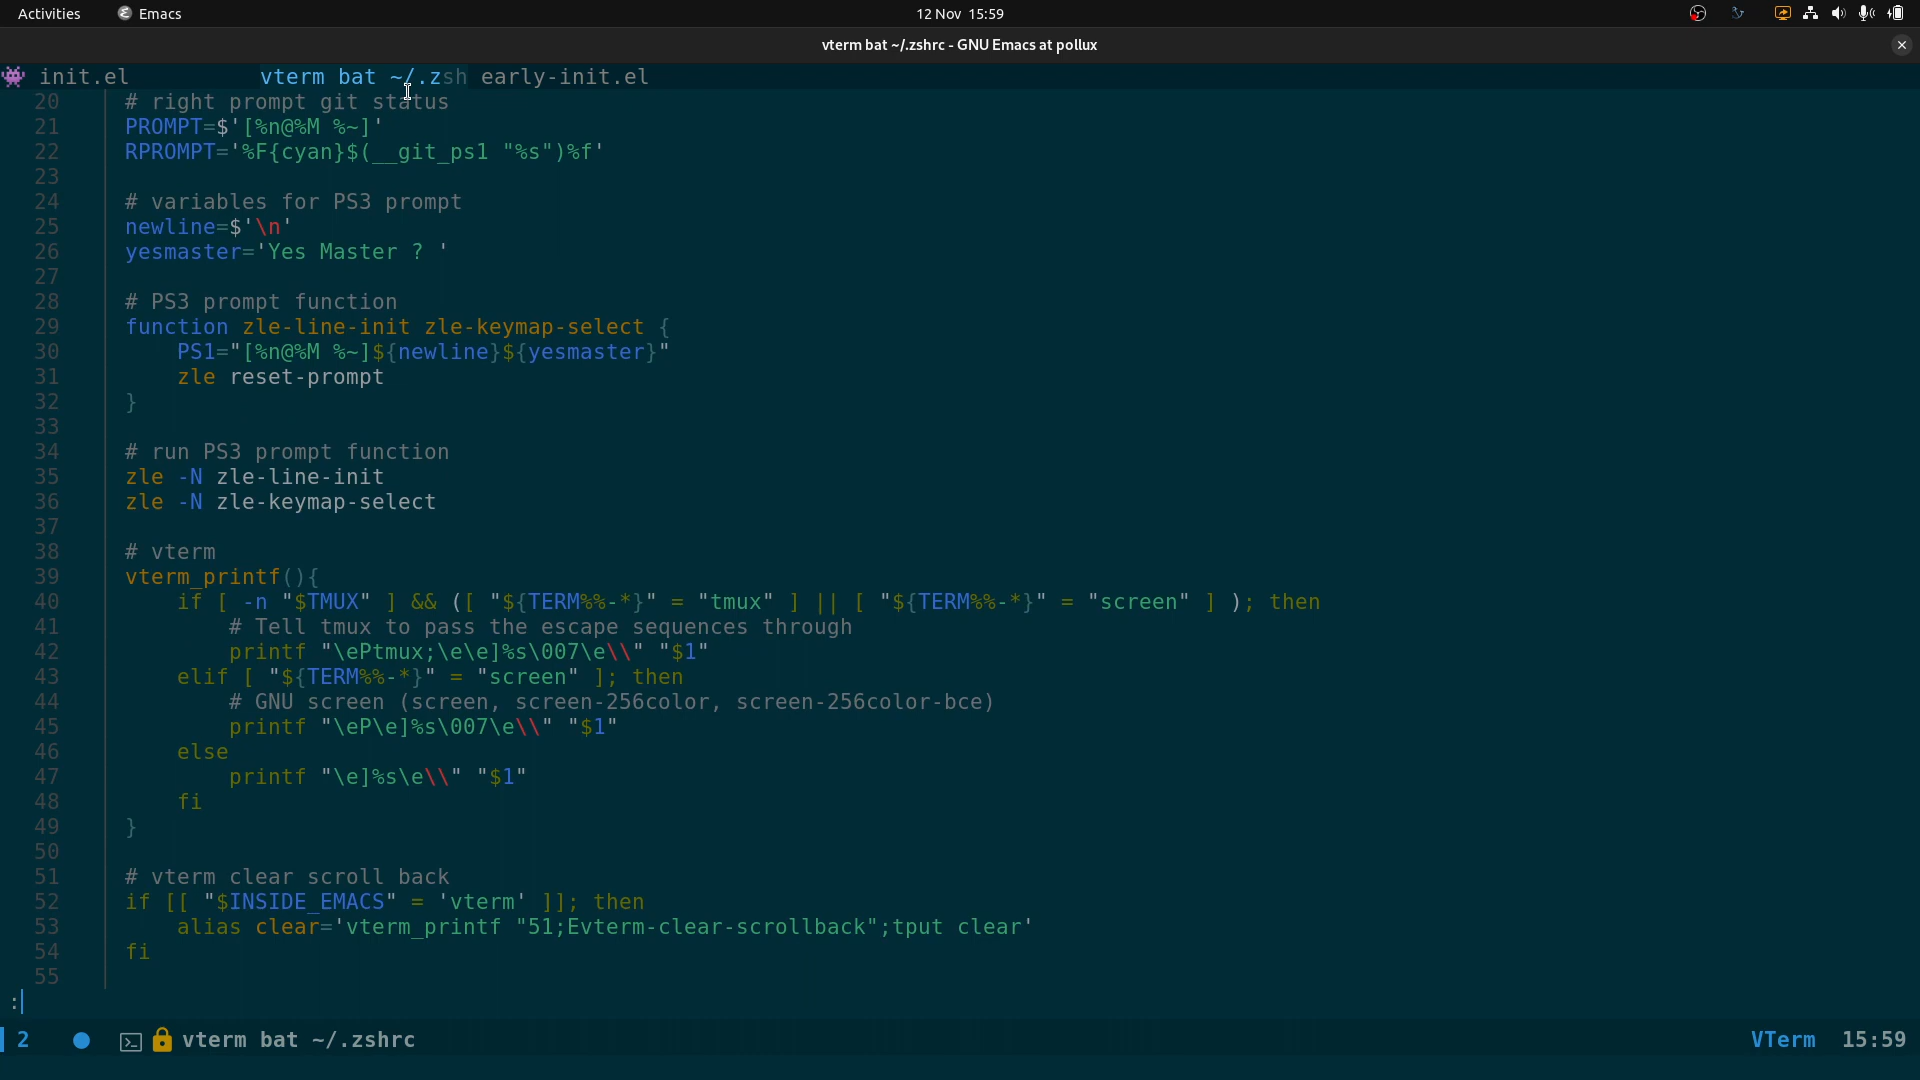 Activities Emacs 12 Nov 15:59
vterm bat ~/.zshrc - GNU Emacs at pollux
init.el vterm bat ~/.zsh early-init.el
20 # right prompt git status
21 PROMPT=$'[%n@%M %~]'
22 RPROMPT='%F{cyan}$(__git_ps1 "%s")%f'
23
24 # variables for PS3 prompt
25 newline=$'\n'
26 yesmaster='Yes Master ? '
27
28 # PS3 prompt function
29 function zle-line-init zle-keymap-select {
30     PS1="[%n@%M %~]${newline}${yesmaster}"
31     zle reset-prompt
32 }
33
34 # run PS3 prompt function
35 zle -N zle-line-init
36 zle -N zle-keymap-select
37
38 # vterm
39 vterm_printf(){
40     if [ -n "$TMUX" ] && ([ "${TERM%%-*}" = "tmux" ] || [ "${TERM%%-*}" = "screen" ] ); then
41         # Tell tmux to pass the escape sequences through
42         printf "\ePtmux;\e\e]%s\007\e\\" "$1"
43     elif [ "${TERM%%-*}" = "screen" ]; then
44         # GNU screen (screen, screen-256color, screen-256color-bce)
45         printf "\eP\e]%s\007\e\\" "$1"
46     else
47         printf "\e]%s\e\\" "$1"
48     fi
49 }
50
51 # vterm clear scroll back
52 if [[ "$INSIDE_EMACS" = 'vterm' ]]; then
53     alias clear='vterm_printf "51;Evterm-clear-scrollback";tput clear'
54 fi
55
:
2 vterm bat ~/.zshrc VTerm 15:59